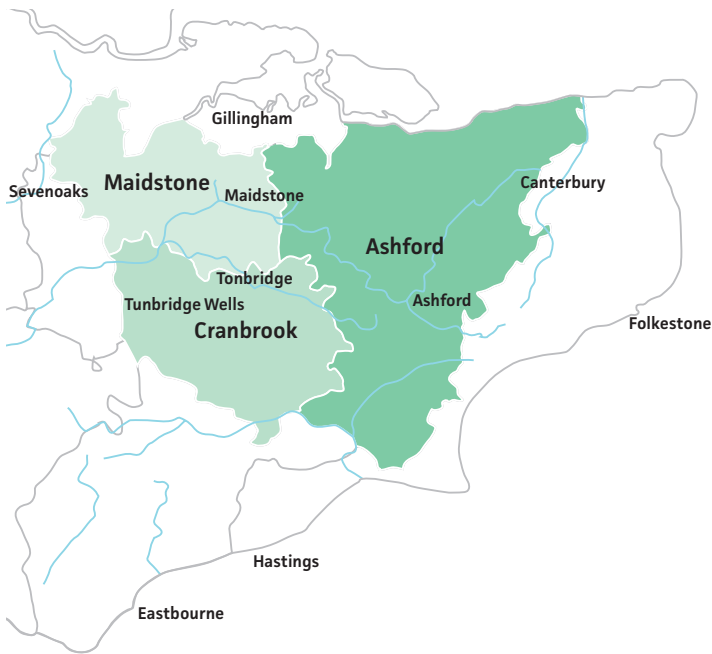 Gillingham
Maidstone
Sevenoaks
Maidstone
Canterbury
Ashford
Tonbridge
Ashford
Tunbridge Wells
Cranbrook
Folkestone
Hastings
Eastbourne